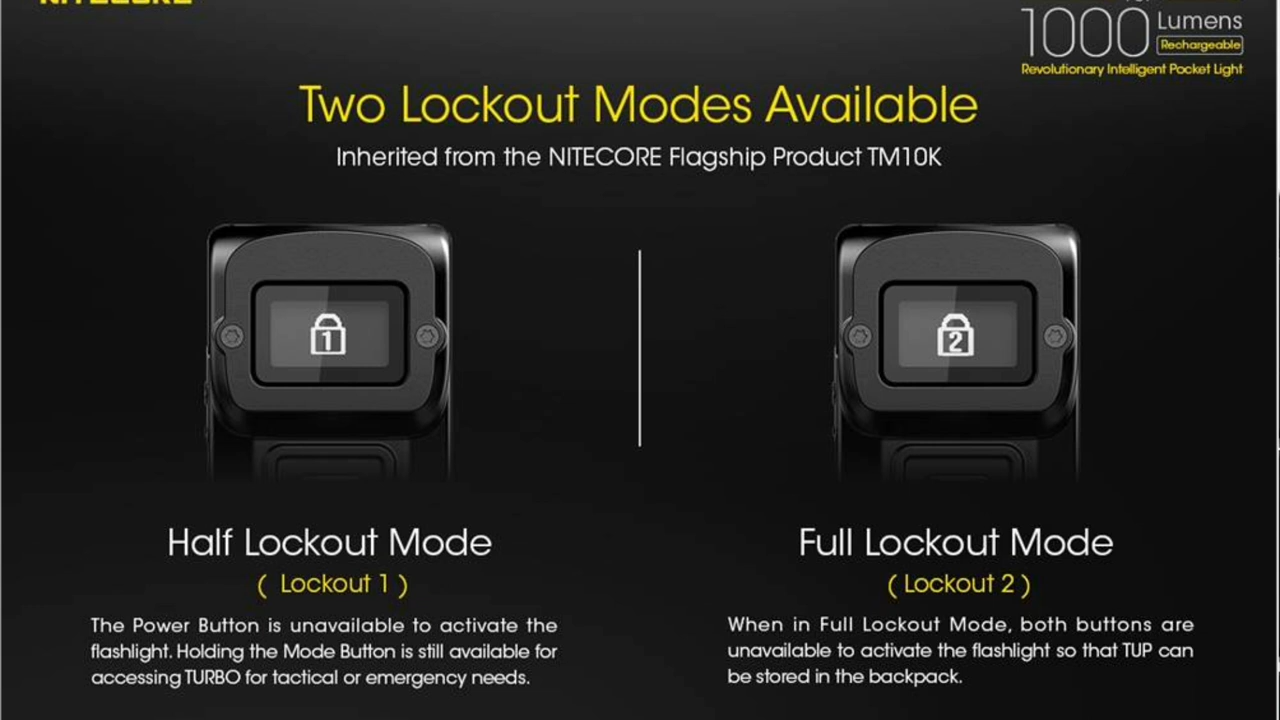 NITECORE
1000 Lumens
Rechargeable
Revolutionary Intelligent Pocket Light
Two Lockout Modes Available
Inherited from the NITECORE Flagship Product TM10K
1
2
Half Lockout Mode
( Lockout 1 )
The Power Button is unavailable to activate the
flashlight. Holding the Mode Button is still available for
accessing TURBO for tactical or emergency needs.
Full Lockout Mode
( Lockout 2 )
When in Full Lockout Mode, both buttons are
unavailable to activate the flashlight so that TUP can
be stored in the backpack.